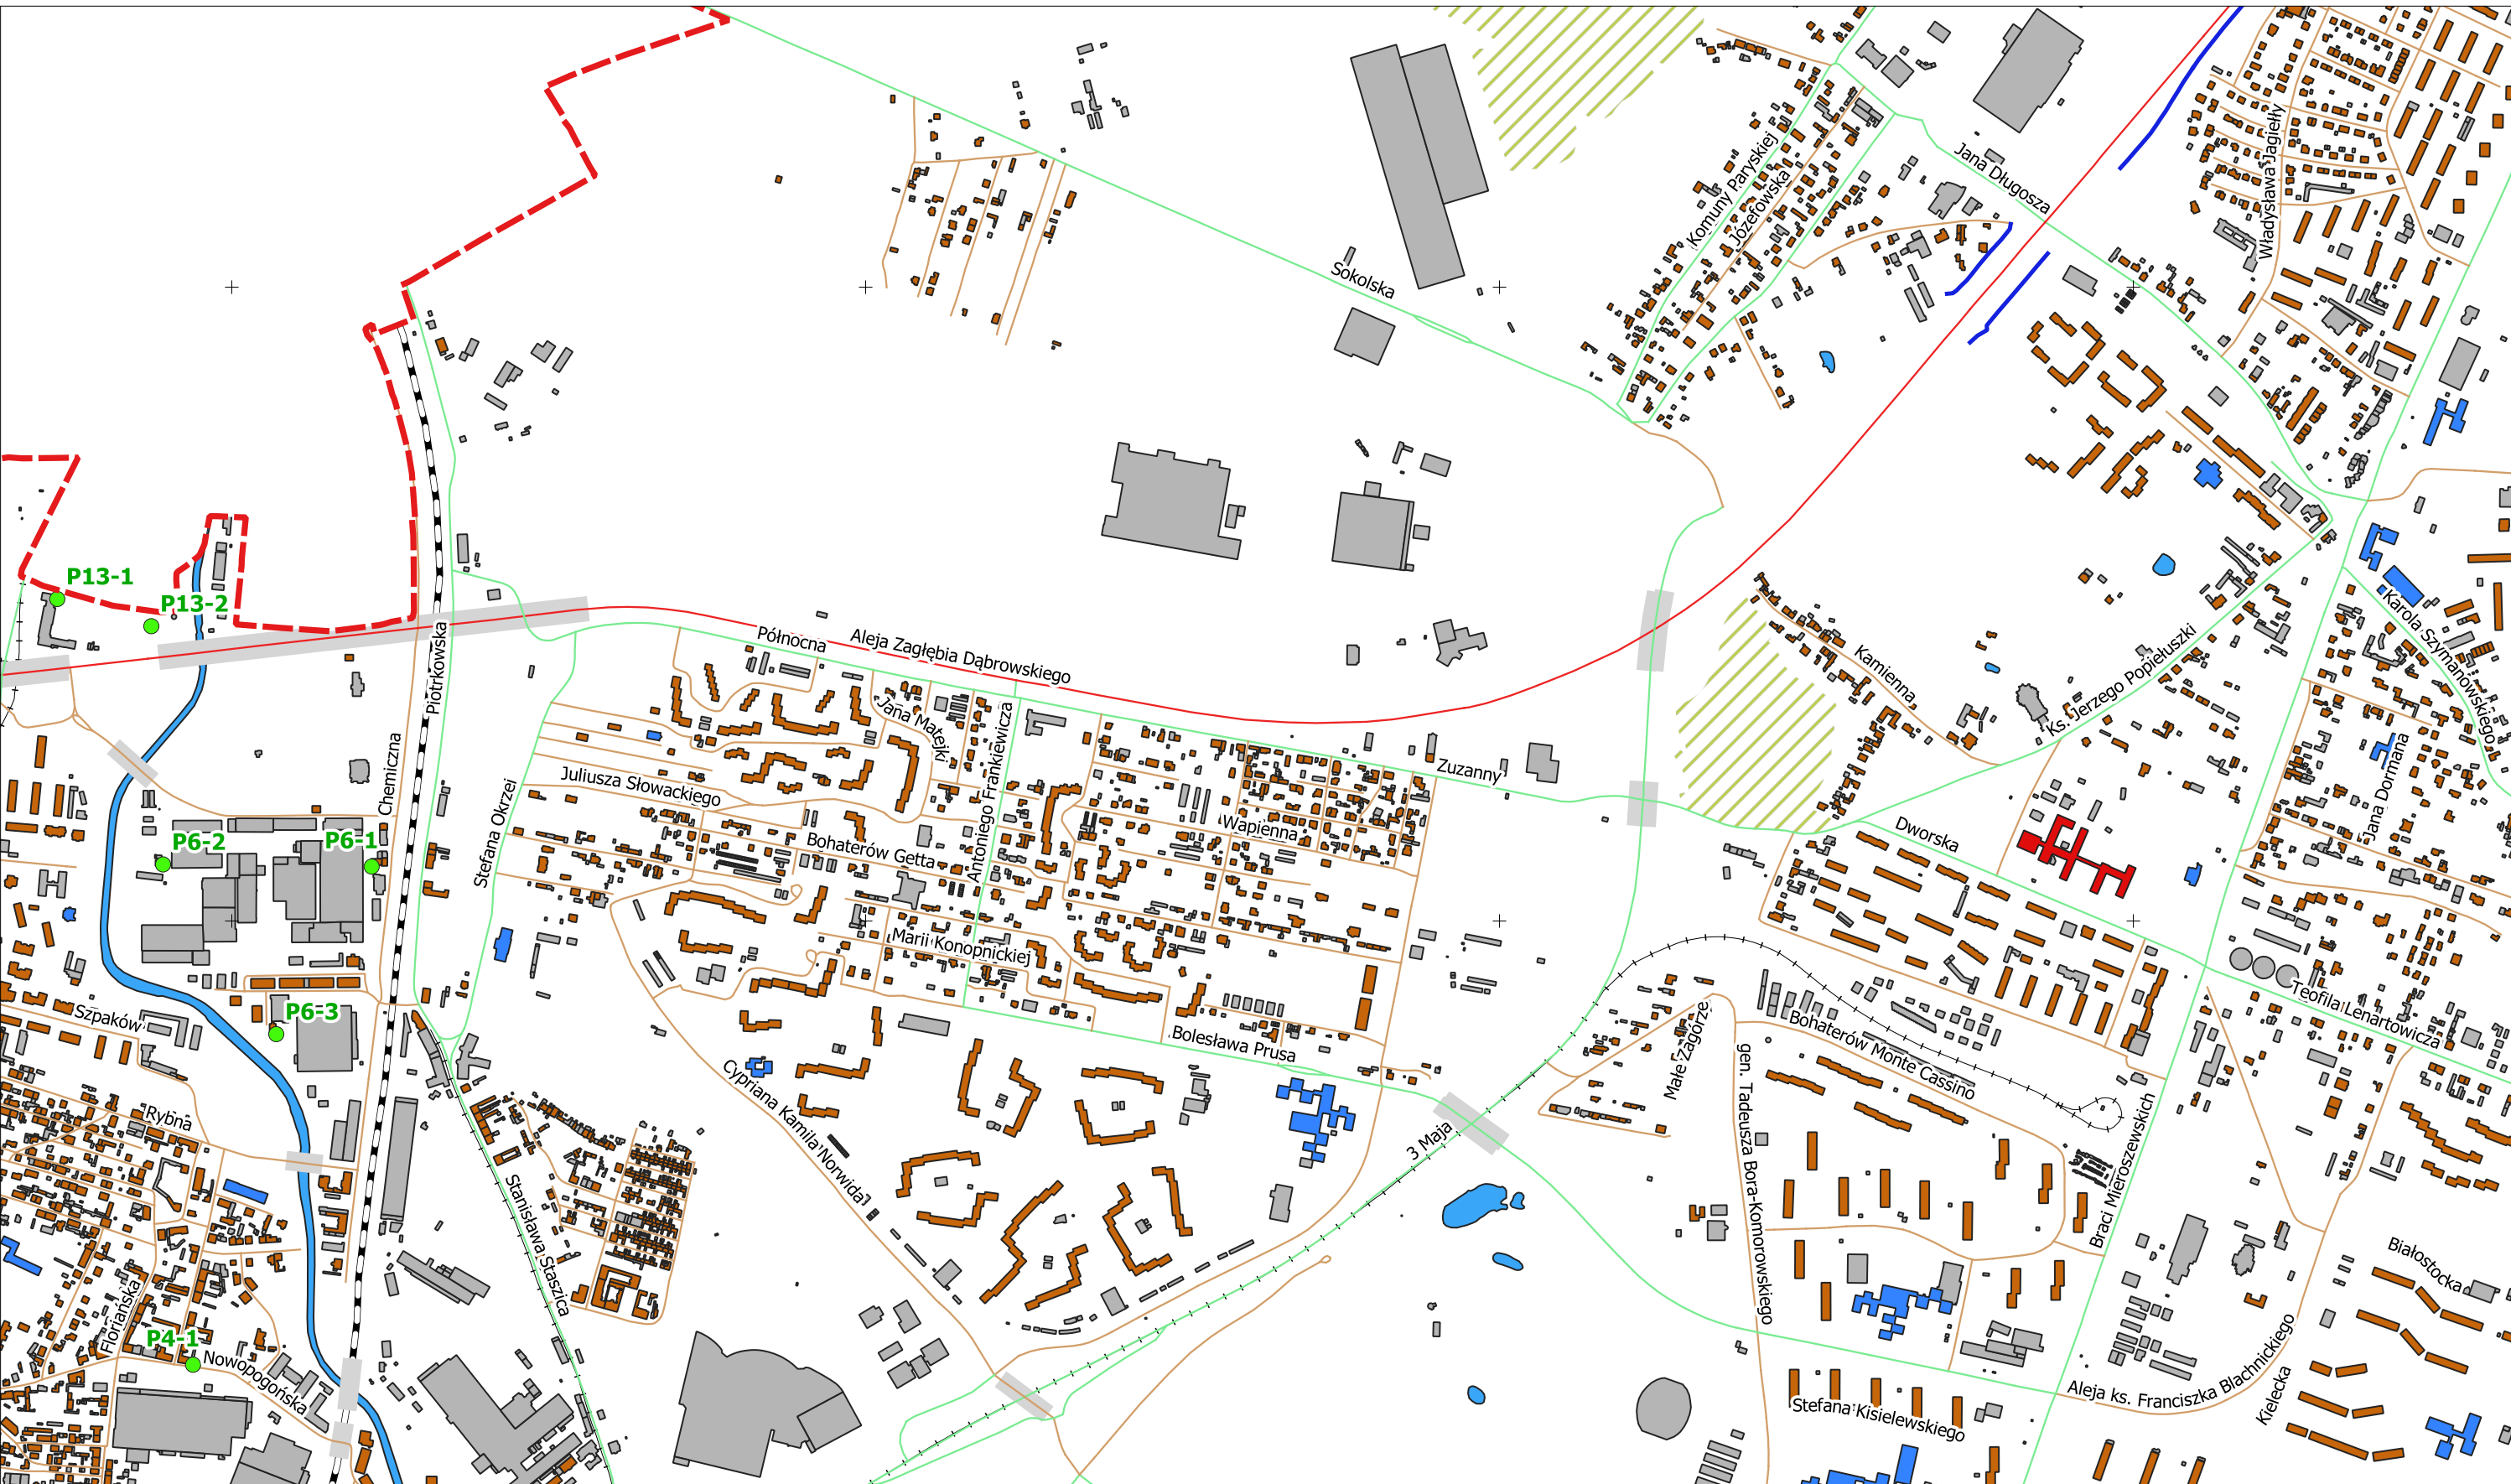 Komuny Paryskiej
Józefowska
Jana Długosza
Władysława Jagiełły
Sokolska
P13-1
P13-2
Piotrkowska
Północna
Aleja Zagłębia Dąbrowskiego
Kamienna
Ks. Jerzego Popiełuszki
Karola Szymanowskiego
Jana Dormana
Chemiczna
Stefana Okrzei
Juliusza Słowackiego
Jana Matejki
Antoniego Frankiewicza
Zuzanny
Wapienna
Bohaterów Getta
Dworska
P6-2
P6-1
Marii Konopnickiej
Teofila Lenartowicza
P6-3
Szpaków
Bolesława Prusa
Małe Zagórze
Bohaterów Monte Cassino
gen. Tadeusza Bora-Komorowskiego
Braci Mieroszewskich
Rybna
Cypriana Kamila Norwida
3 Maja
Stanisława Staszica
Białostocka
Floriańska
P4-1
Nowopogońska
Aleja ks. Franciszka Blachnickiego
Kielecka
Stefana Kisielewskiego